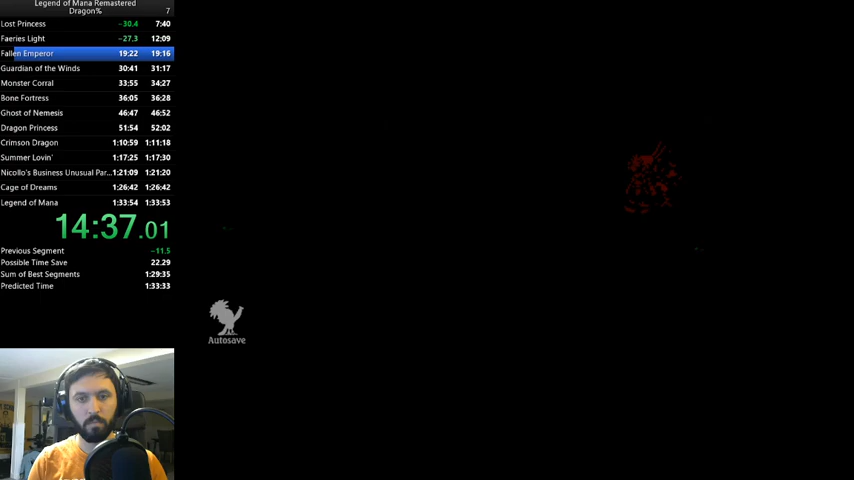 Legend of Mana Remastered
Dragon% 7
Lost Princess -30.4 7:40
Faeries Light -27.3 12:09
Fallen Emperor 19:22 19:16
Guardian of the Winds 30:41 31:17
Monster Corral 33:55 34:27
Bone Fortress 36:05 36:28
Ghost of Nemesis 46:47 46:52
Dragon Princess 51:54 52:02
Crimson Dragon 1:10:59 1:11:18
Summer Lovin' 1:17:25 1:17:30
Nicollo's Business Unusual Par... 1:21:09 1:21:20
Cage of Dreams 1:26:42 1:26:42
Legend of Mana 1:33:54 1:33:53
14:37.01
Previous Segment -11.5
Possible Time Save 22.29
Sum of Best Segments 1:29:35
Predicted Time 1:33:33
Autosave